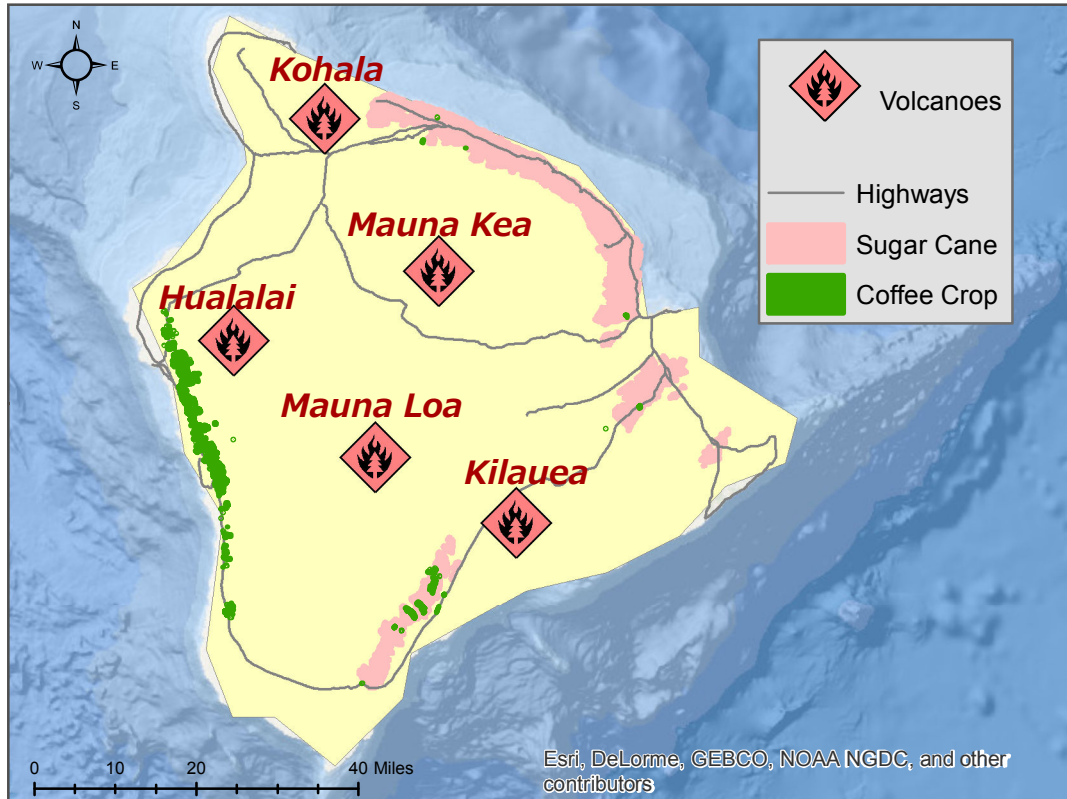 N
W E
S
Kohala
Mauna Kea
Hualalai
Mauna Loa
Kilauea
Volcanoes
Highways
Sugar Cane
Coffee Crop
0 10 20 40 Miles
Esri, DeLorme, GEBCO, NOAA NGDC, and other
contributors